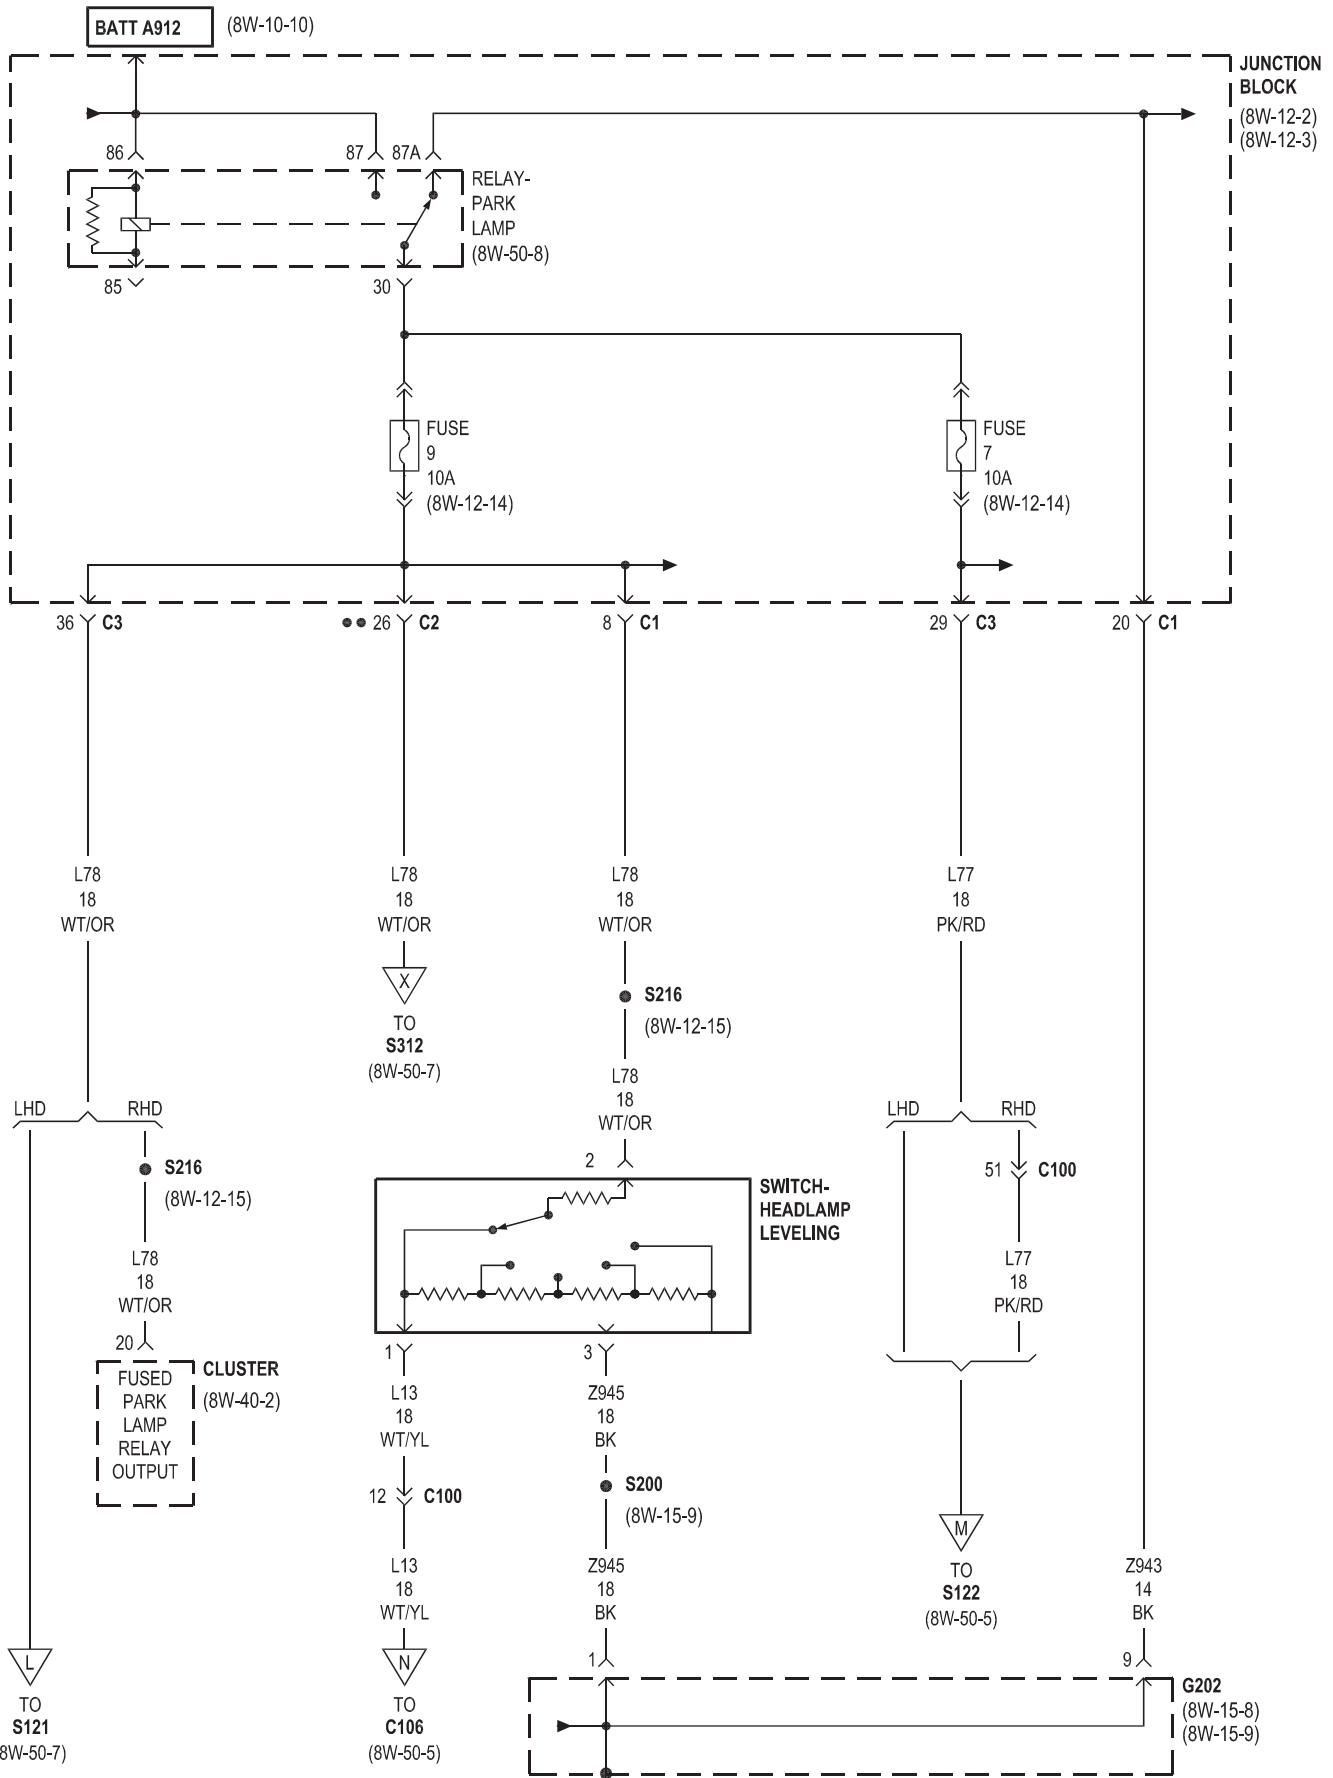 BATT A912 (8W-10-10)
JUNCTION
BLOCK
(8W-12-2)
(8W-12-3)
86 87 87A
RELAY-
PARK
LAMP
(8W-50-8)
85 30
FUSE
9
10A
(8W-12-14)
FUSE
7
10A
(8W-12-14)
36 C3 26 C2 8 C1 29 C3 20 C1
L78
18
WT/OR
L78
18
WT/OR
L78
18
WT/OR
L77
18
PK/RD
X
TO
S312
(8W-50-7)
S216
(8W-12-15)
L78
18
WT/OR
LHD RHD
LHD RHD
S216
(8W-12-15)
L78
18
WT/OR
20
CLUSTER
(8W-40-2)
FUSED
PARK
LAMP
RELAY
OUTPUT
2
SWITCH-
HEADLAMP
LEVELING
51 C100
L77
18
PK/RD
1 3
L13
18
WT/YL
Z945
18
BK
12 C100
S200
(8W-15-9)
L13
18
WT/YL
Z945
18
BK
M
TO
S122
(8W-50-5)
Z943
14
BK
L
TO
S121
8W-50-7)
N
TO
C106
(8W-50-5)
1 9
G202
(8W-15-8)
(8W-15-9)